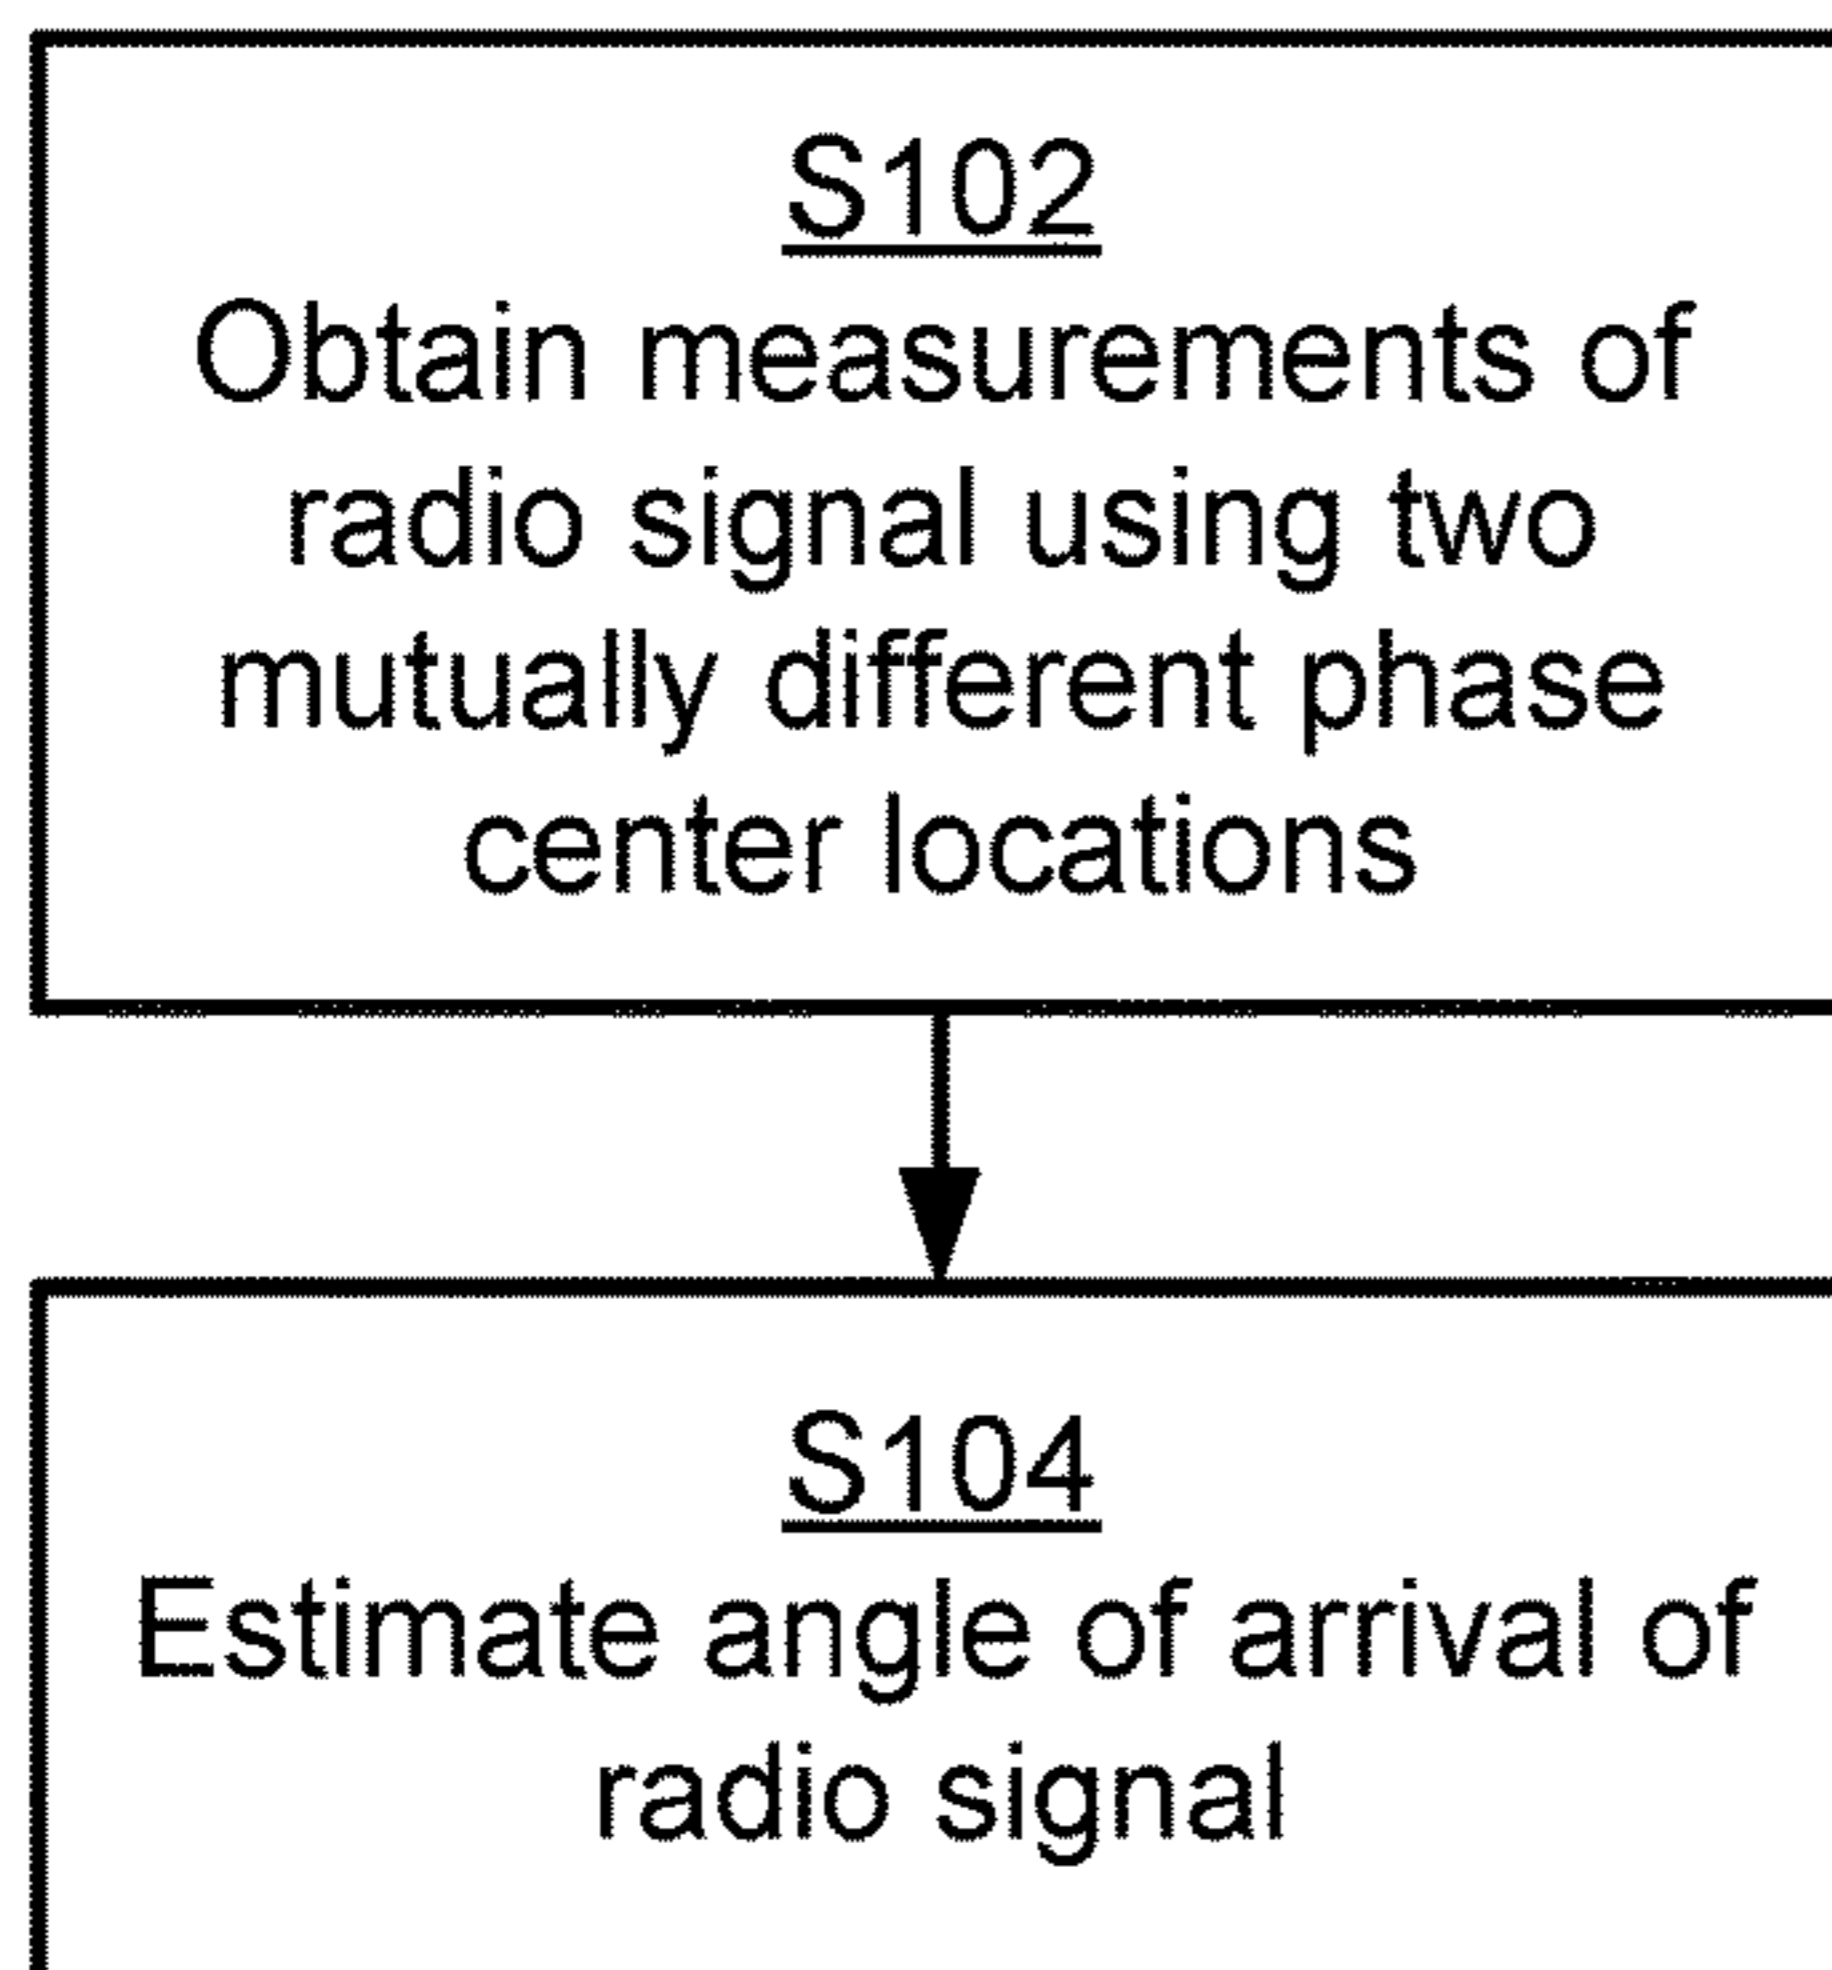 S102
Obtain measurements of
radio signal using two
mutually different phase
center locations
S104
Estimate angle of arrival of
radio signal